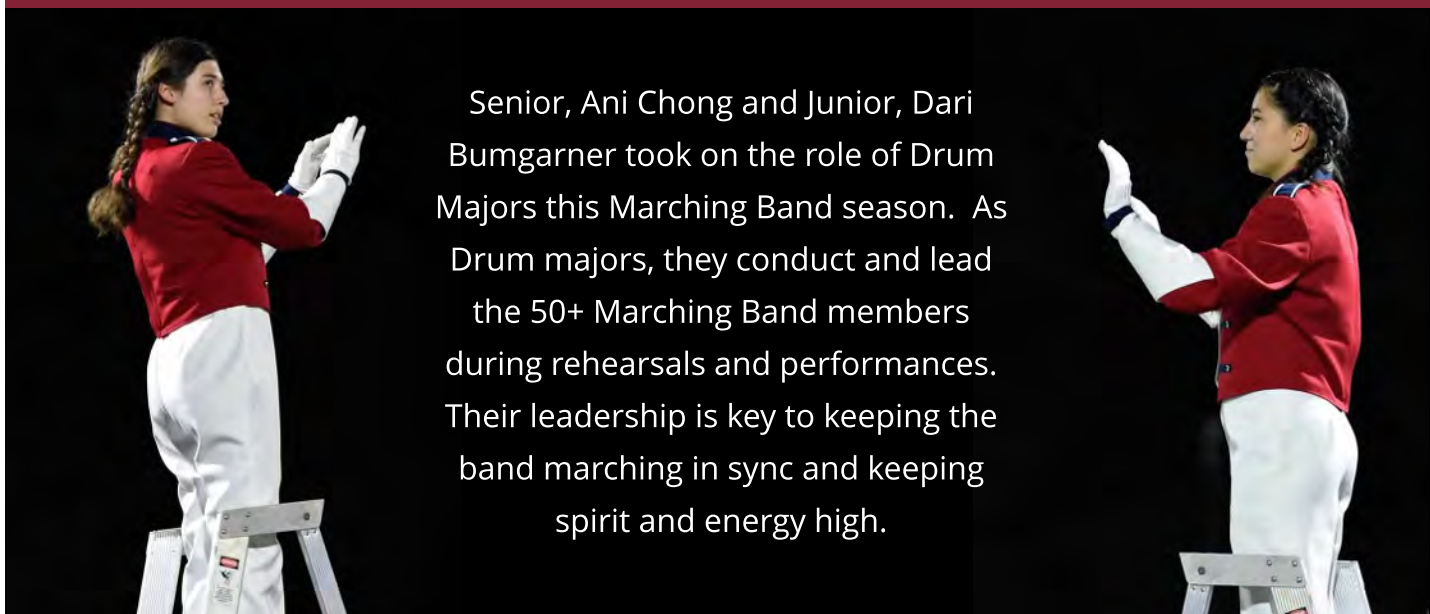 Senior, Ani Chong and Junior, Dari
Bumgarner took on the role of Drum
Majors this Marching Band season.  As
Drum majors, they conduct and lead
the 50+ Marching Band members
during rehearsals and performances.
Their leadership is key to keeping the
band marching in sync and keeping
spirit and energy high.